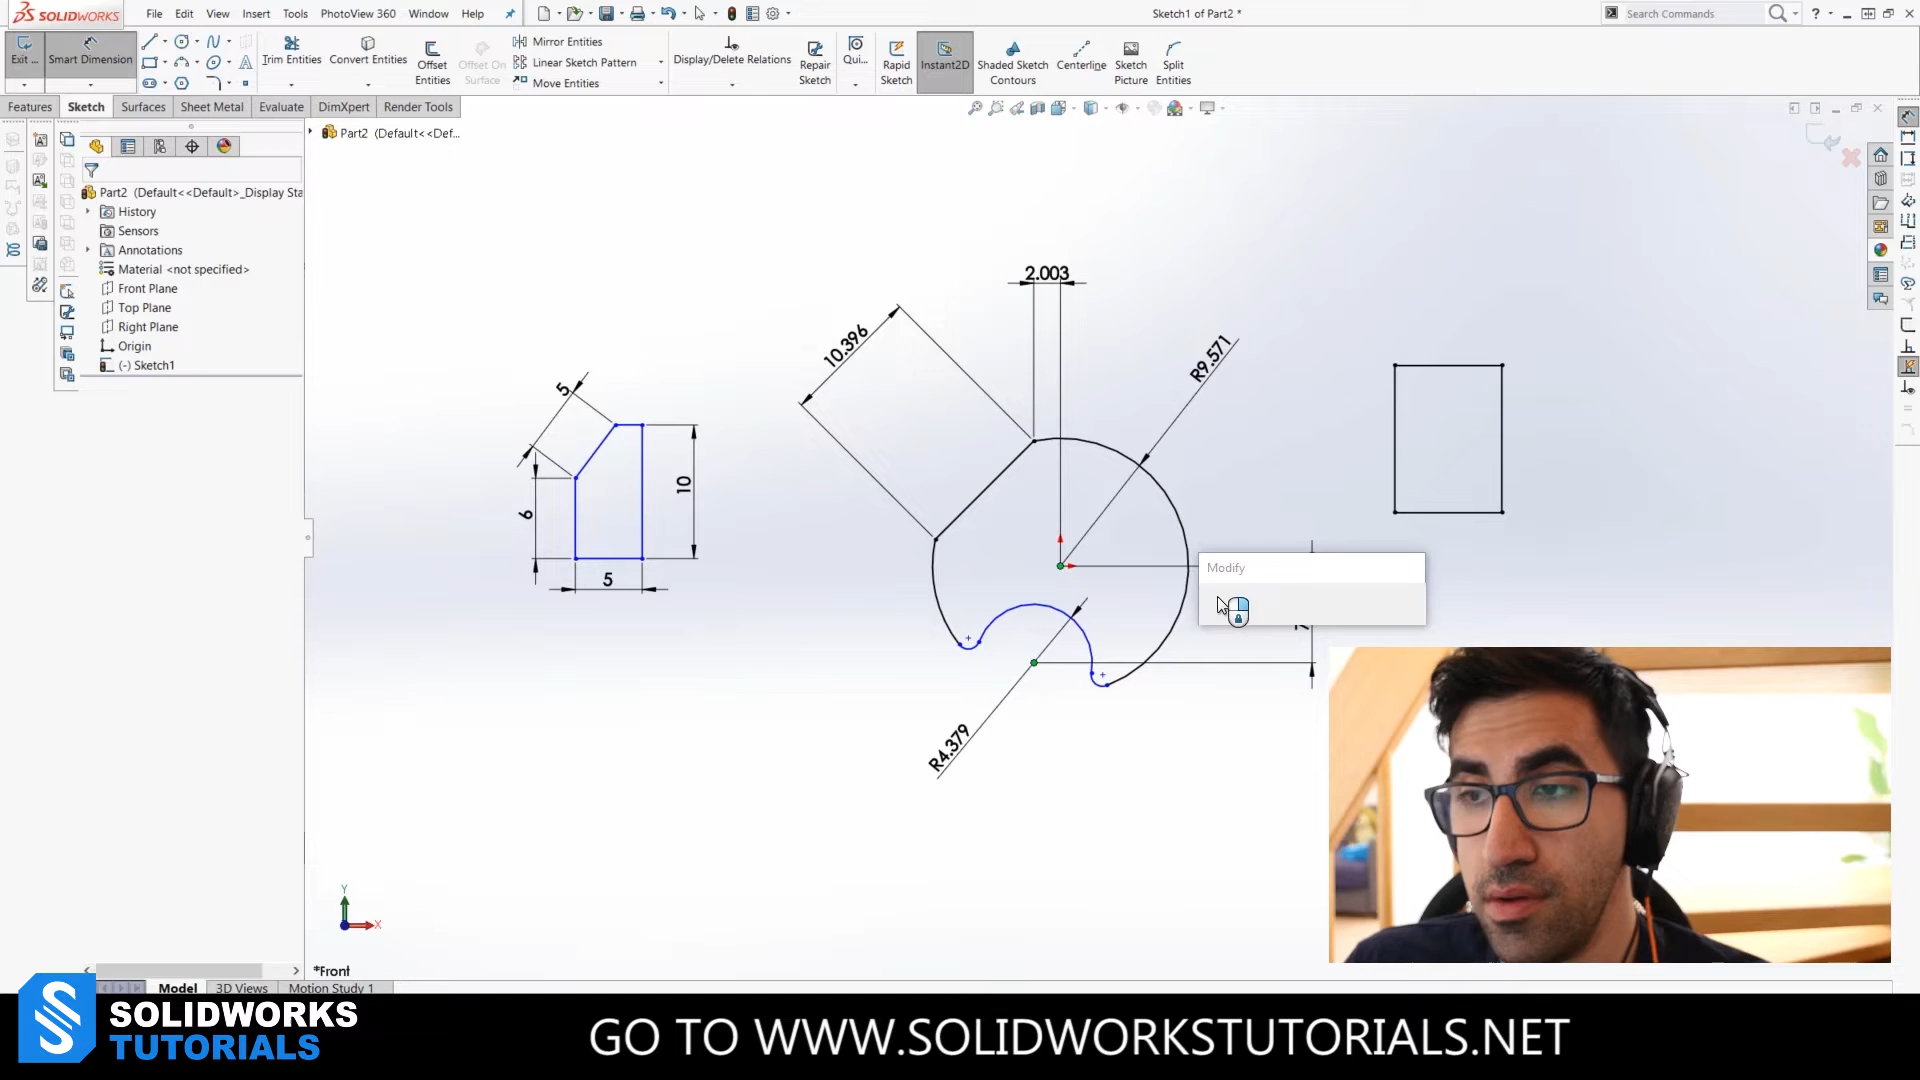 SOLIDWORKS
File Edit View Insert Tools PhotoView 360 Window Help
Sketch1 of Part2 *
Search Commands
Exit ...
Smart Dimension
Trim Entities
Convert Entities
Offset Entities
Offset On Surface
Mirror Entities
Linear Sketch Pattern
Move Entities
Display/Delete Relations
Repair Sketch
Qui...
Rapid Sketch
Instant2D
Shaded Sketch Contours
Centerline
Sketch Picture
Split Entities
Features Sketch Surfaces Sheet Metal Evaluate DimXpert Render Tools
Part2 (Default<<Def...
Part2 (Default<<Default>_Display Sta
History
Sensors
Annotations
Material <not specified>
Front Plane
Top Plane
Right Plane
Origin
(-) Sketch1
2.003
10.396
R9.571
5
10
6
5
Modify
R4.379
Y
X
*Front
Model 3D Views Motion Study 1
SOLIDWORKS
TUTORIALS
GO TO WWW.SOLIDWORKSTUTORIALS.NET